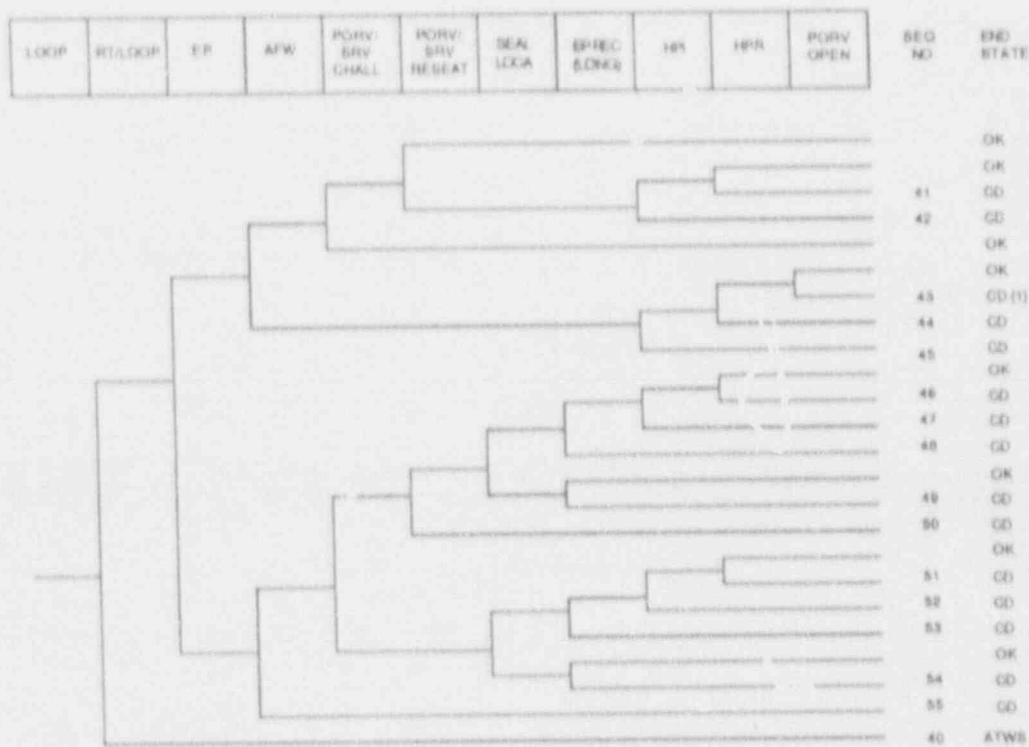 LOOP RT/LOOP EP AFW PORV/ SRV CHALL PORV/ SRV RESEAT SEAL LOCA EP REC (LONG) HPI HPR PORV OPEN SEQ NO END STATE
OK
OK
41 CD
42 CD
OK
OK
43 CD (1)
44 CD
45 CD
OK
46 CD
47 CD
48 CD
OK
49 CD
50 CD
OK
51 CD
52 CD
53 CD
OK
54 CD
55 CD
40 ATWS